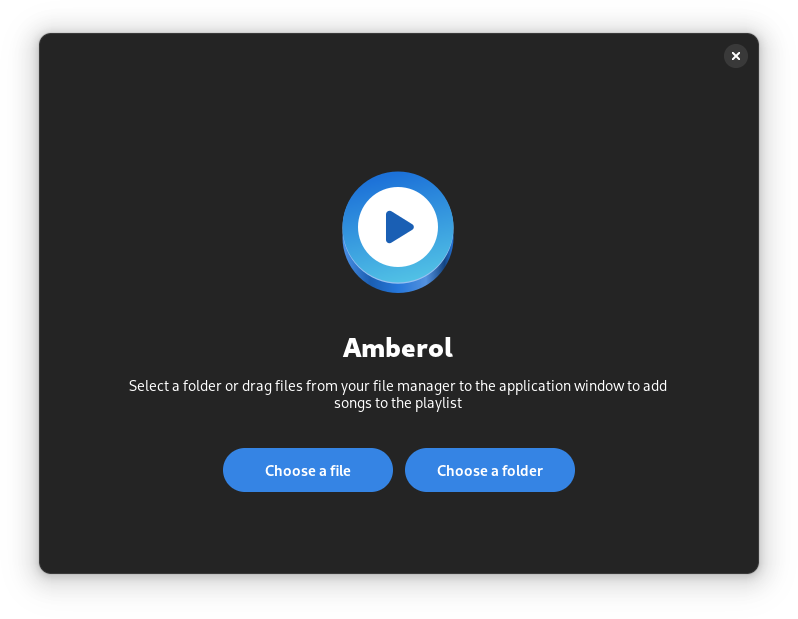 Amberol
Select a folder or drag files from your file manager to the application window to add
songs to the playlist
Choose a file
Choose a folder